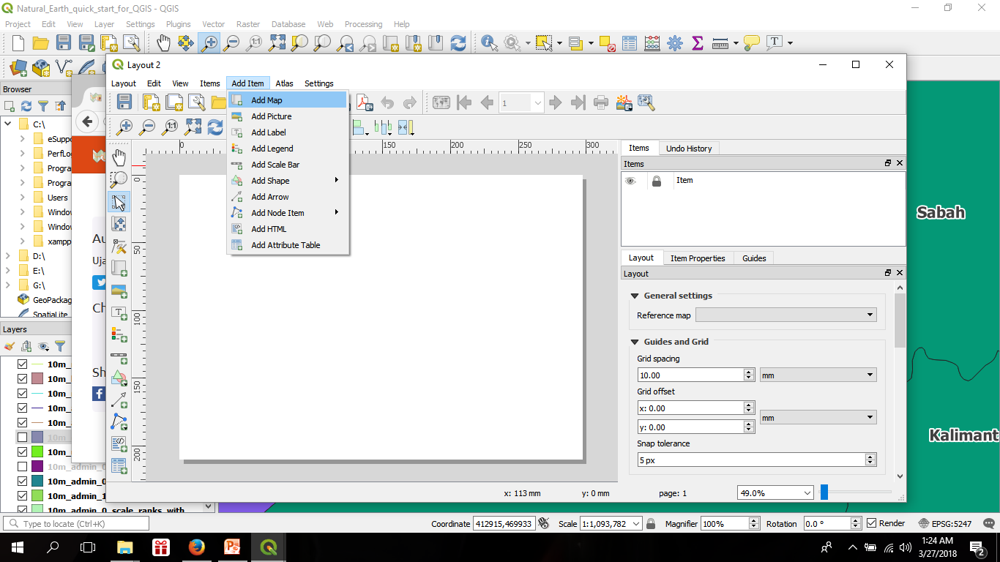 Natural_Earth_quick_start_for_QGIS - QGIS
Project Edit View Layer Settings Plugins Vector Raster Database Web Processing Help
Layout 2
Layout Edit View Items Add Item Atlas Settings
Add Map
Add Picture
Add Label
Add Legend
Add Scale Bar
Add Shape
Add Arrow
Add Node Item
Add HTML
Add Attribute Table
1
0 150 200 250 300
0
50
100
150
200
Browser
C:\
eSuppo
PerfLog
Progra
Progra
Users
Window
Window
xampp
D:\
E:\
G:\
GeoPackag
SpatiaLite
Layers
10m_
10m_
10m_
10m_
10m_
10m_
10m_
10m_admin_0
10m_admin_0
10m_admin_1
10m_admin_0_scale_ranks_with_
Au
Uja
Ch
Sh
Items Undo History
Items
Item
Layout Item Properties Guides
Layout
General settings
Reference map
Guides and Grid
Grid spacing
10.00 mm
Grid offset
x: 0.00
mm
y: 0.00
Snap tolerance
5 px
x: 113 mm y: 0 mm page: 1 49.0%
Sabah
Kalimant
Type to locate (Ctrl+K) Coordinate 412915,469933 Scale 1:1,093,782 Magnifier 100% Rotation 0.0 ° Render EPSG:5247
1:24 AM
3/27/2018
2